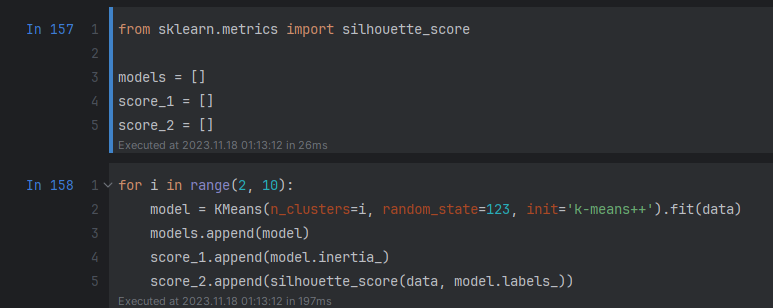 In 157 1 from sklearn.metrics import silhouette_score
2
3 models = []
4 score_1 = []
5 score_2 = []
Executed at 2023.11.18 01:13:12 in 26ms
In 158 1 for i in range(2, 10):
2 model = KMeans(n_clusters=i, random_state=123, init='k-means++').fit(data)
3 models.append(model)
4 score_1.append(model.inertia_)
5 score_2.append(silhouette_score(data, model.labels_))
Executed at 2023.11.18 01:13:12 in 197ms